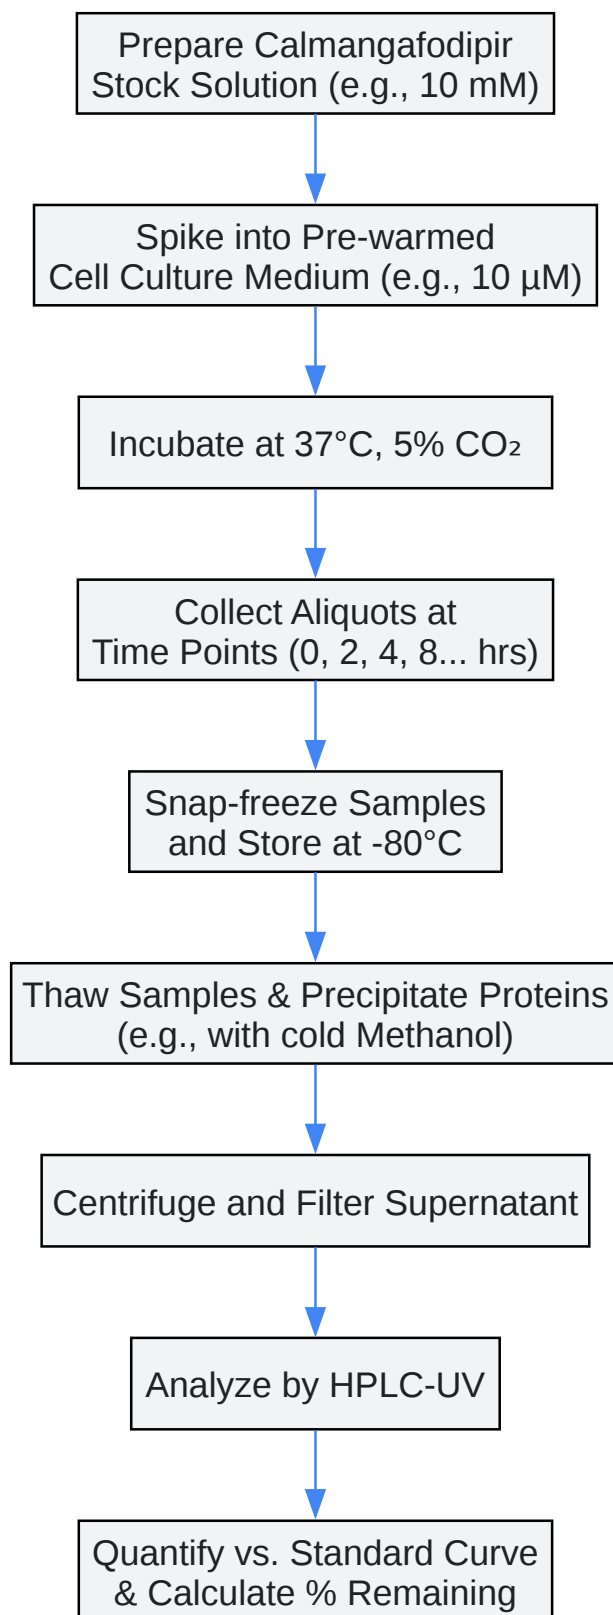 Prepare Calmangafodipir
Stock Solution (e.g., 10 mM)
Spike into Pre-warmed
Cell Culture Medium (e.g., 10 µM)
Incubate at 37°C, 5% CO₂
Collect Aliquots at
Time Points (0, 2, 4, 8... hrs)
Snap-freeze Samples
and Store at -80°C
Thaw Samples & Precipitate Proteins
(e.g., with cold Methanol)
Centrifuge and Filter Supernatant
Analyze by HPLC-UV
Quantify vs. Standard Curve
& Calculate % Remaining